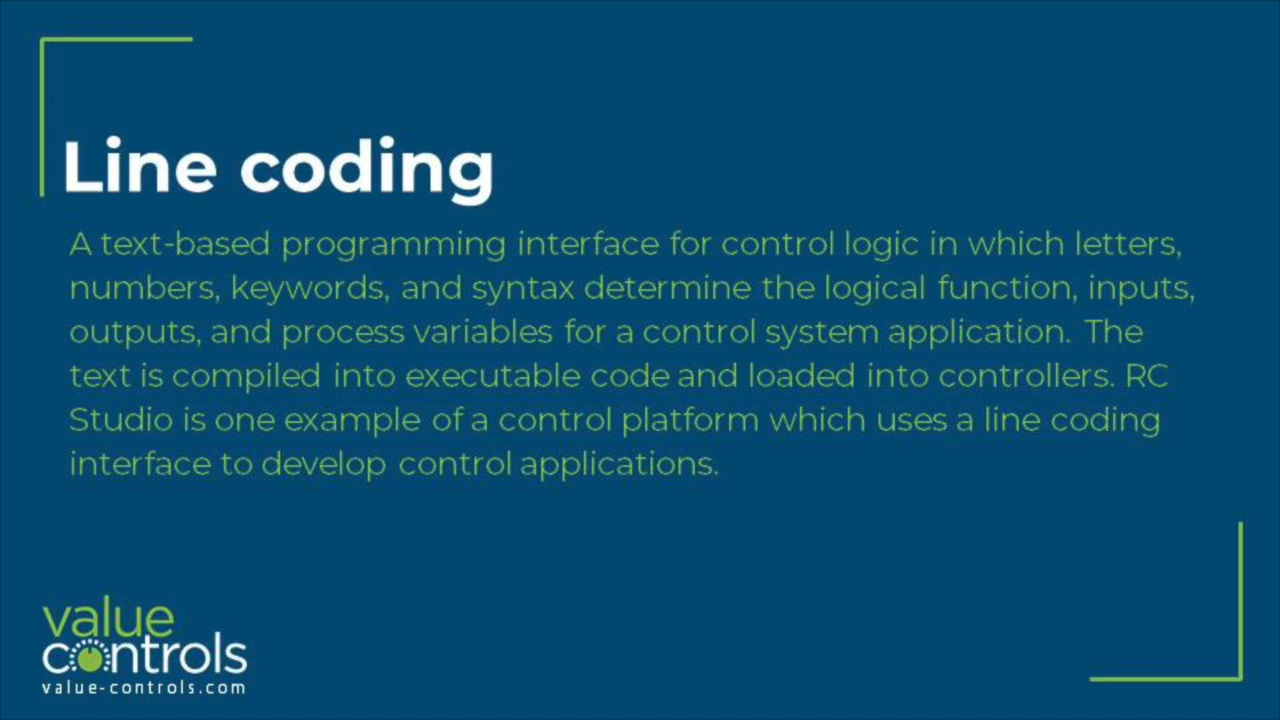 Line coding
A text-based programming interface for control logic in which letters,
numbers, keywords, and syntax determine the logical function, inputs,
outputs, and process variables for a control system application. The
text is compiled into executable code and loaded into controllers. RC
Studio is one example of a control platform which uses a line coding
interface to develop control applications.
value
controls
value-controls.com